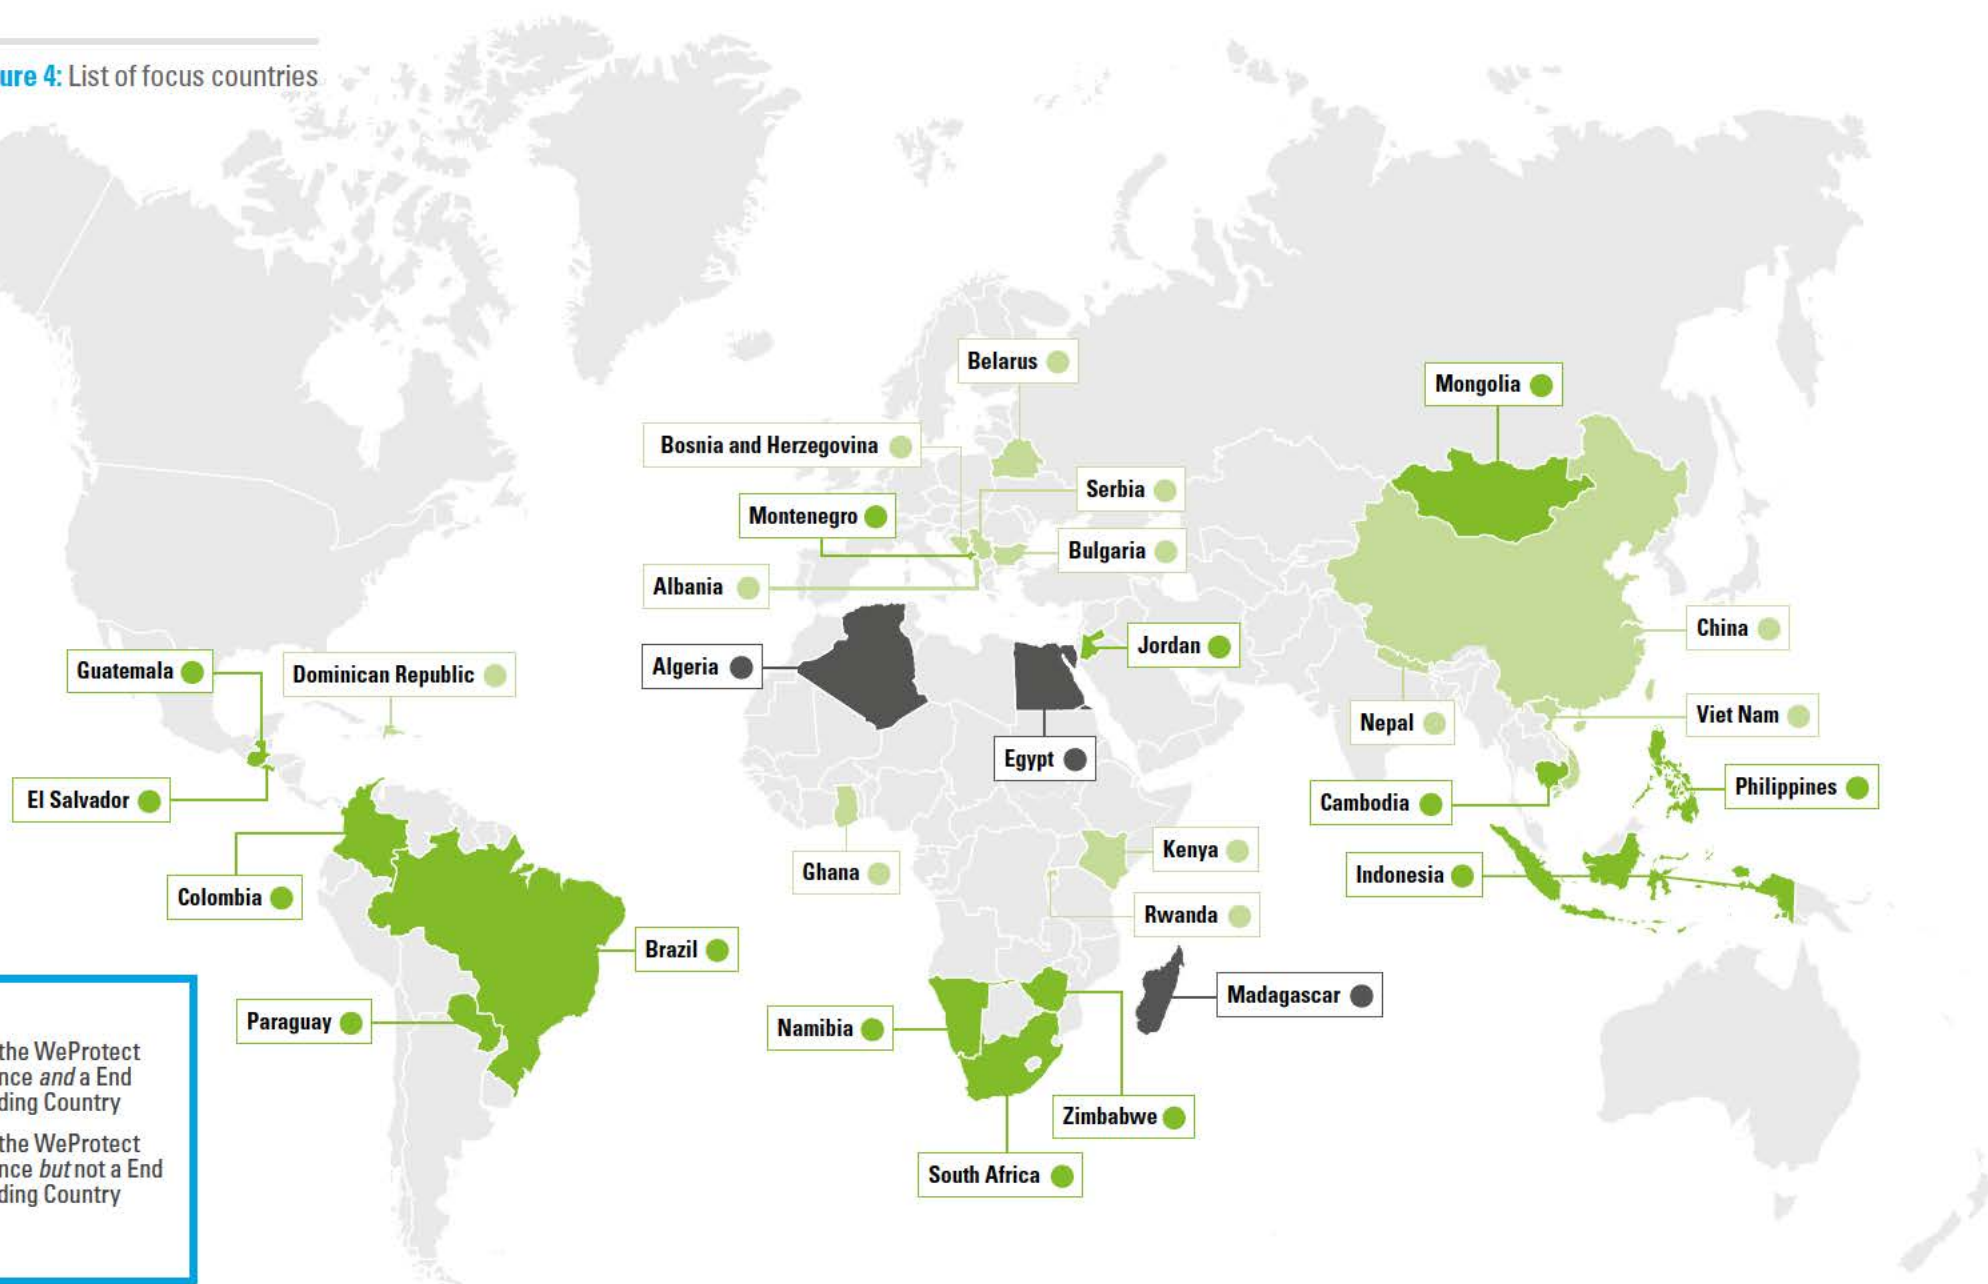 ure 4: List of focus countries
Belarus
Mongolia
Bosnia and Herzegovina
Serbia
Montenegro
Bulgaria
Albania
China
Jordan
Algeria
Guatemala
Dominican Republic
Viet Nam
Nepal
Egypt
Philippines
El Salvador
Cambodia
Kenya
Ghana
Indonesia
Colombia
Rwanda
Brazil
Madagascar
Paraguay
Namibia
the WeProtect
nce and a End
ding Country
Zimbabwe
the WeProtect
nce but not a End
ding Country
South Africa